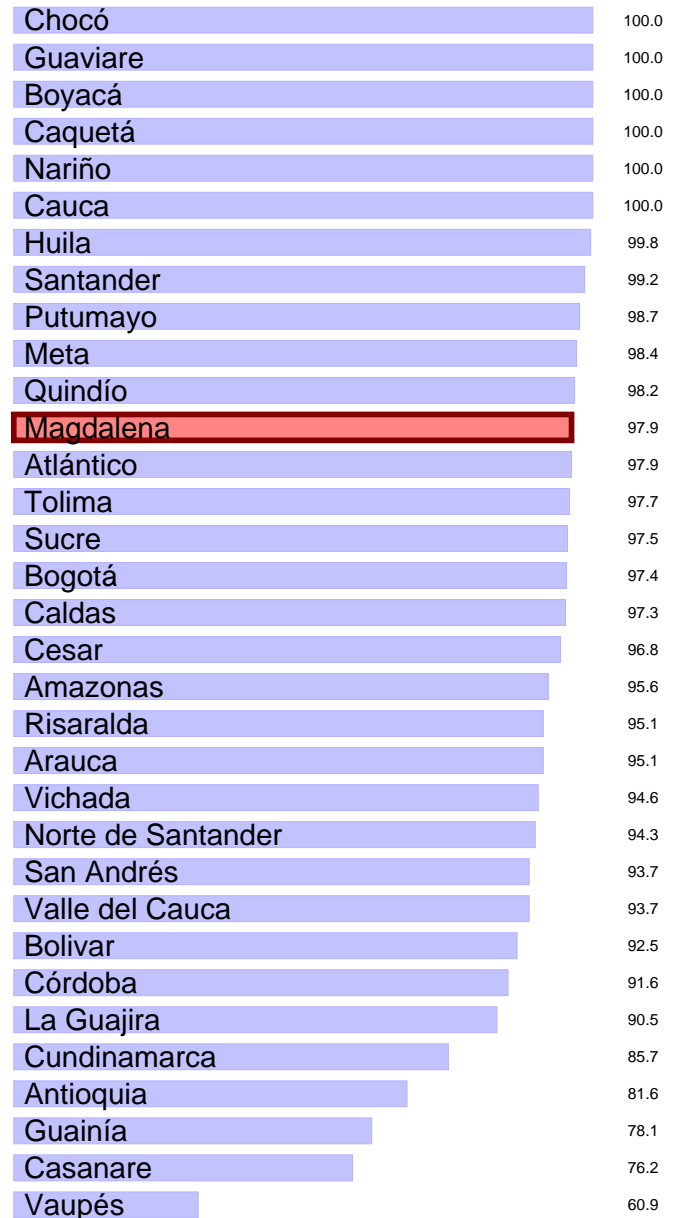 Chocó 100.0
Guaviare 100.0
Boyacá 100.0
Caquetá 100.0
Nariño 100.0
Cauca 100.0
Huila 99.8
Santander 99.2
Putumayo 98.7
Meta 98.4
Quindío 98.2
Magdalena 97.9
Atlántico 97.9
Tolima 97.7
Sucre 97.5
Bogotá 97.4
Caldas 97.3
Cesar 96.8
Amazonas 95.6
Risaralda 95.1
Arauca 95.1
Vichada 94.6
Norte de Santander 94.3
San Andrés 93.7
Valle del Cauca 93.7
Bolivar 92.5
Córdoba 91.6
La Guajira 90.5
Cundinamarca 85.7
Antioquia 81.6
Guainía 78.1
Casanare 76.2
Vaupés 60.9